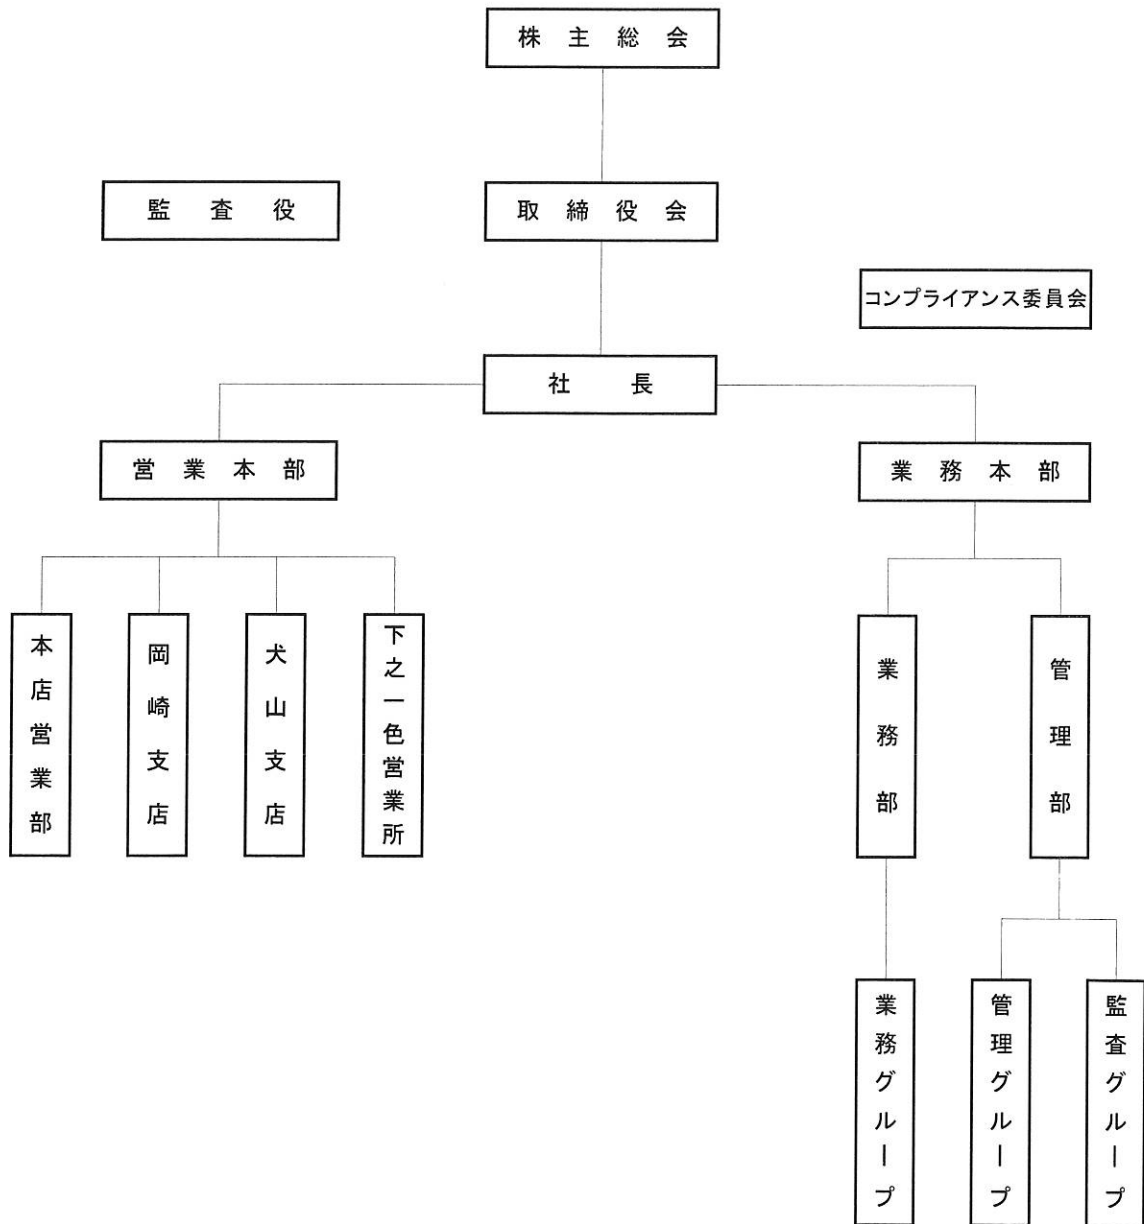 株主総会
監査役
取締役会
コンプライアンス委員会
社長
営業本部
業務本部
本店営業部
岡崎支店
犬山支店
下之一色営業所
業務部
管理部
業務グループ
管理グループ
監査グループ